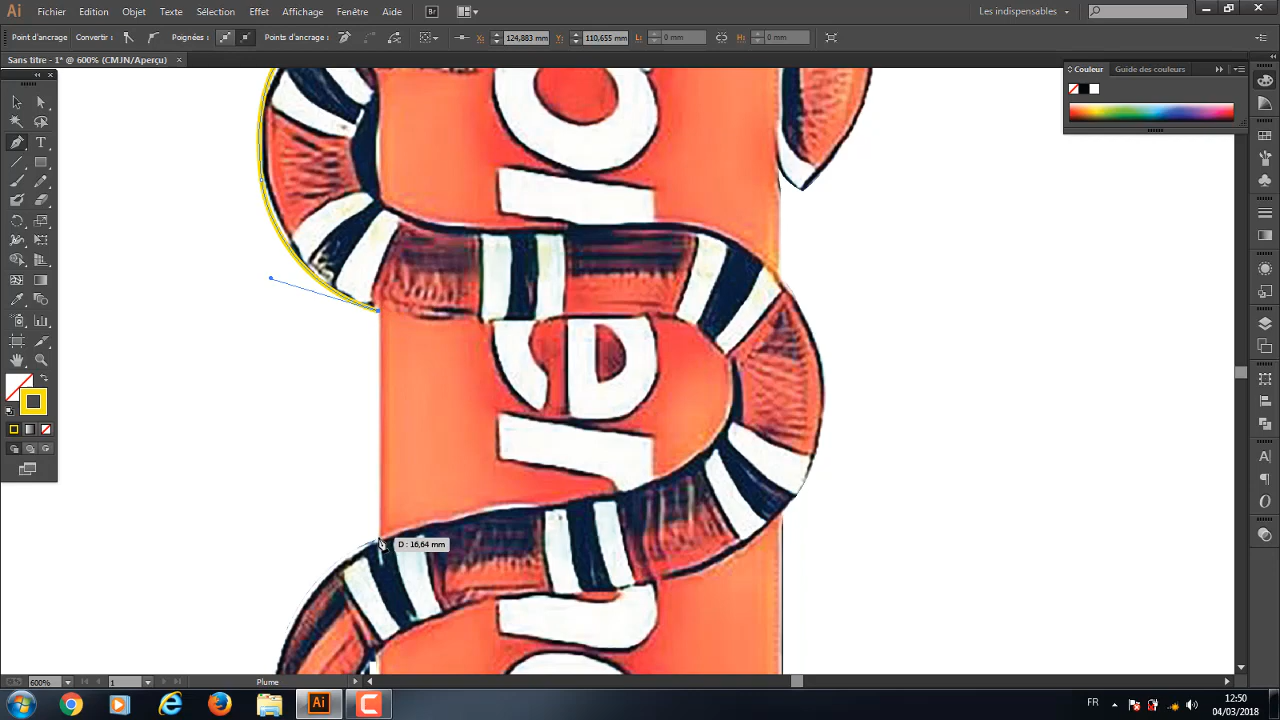 Ai Fichier Edition Objet Texte Sélection Effet Affichage Fenêtre Aide Br Les indispensables
Point d'ancrage Convertir : Poignées : Points d'ancrage : X : 124,883 mm Y : 110,655 mm L : 0 mm H : 0 mm
Sans titre - 1* @ 600% (CMJN/Aperçu) ×
Couleur Guide des couleurs
D : 16,64 mm
600% 1 Plume
Ai FR 12:50
04/03/2018